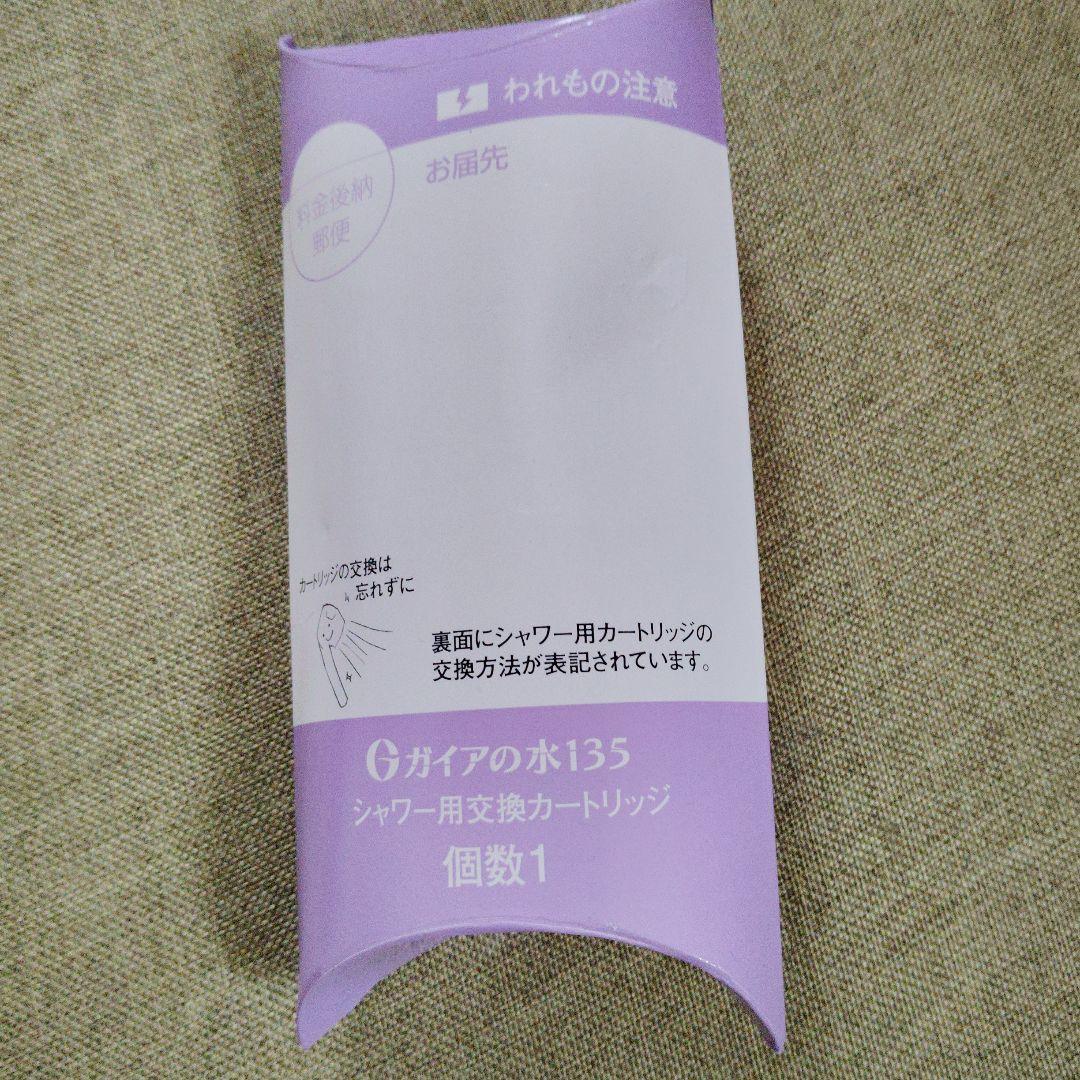 われもの注意
お届先
料金後納
郵便
カートリッジの交換は
忘れずに
裏面にシャワー用カートリッジの
交換方法が表記されています。
ガイアの水135
シャワー用交換カートリッジ
個数1